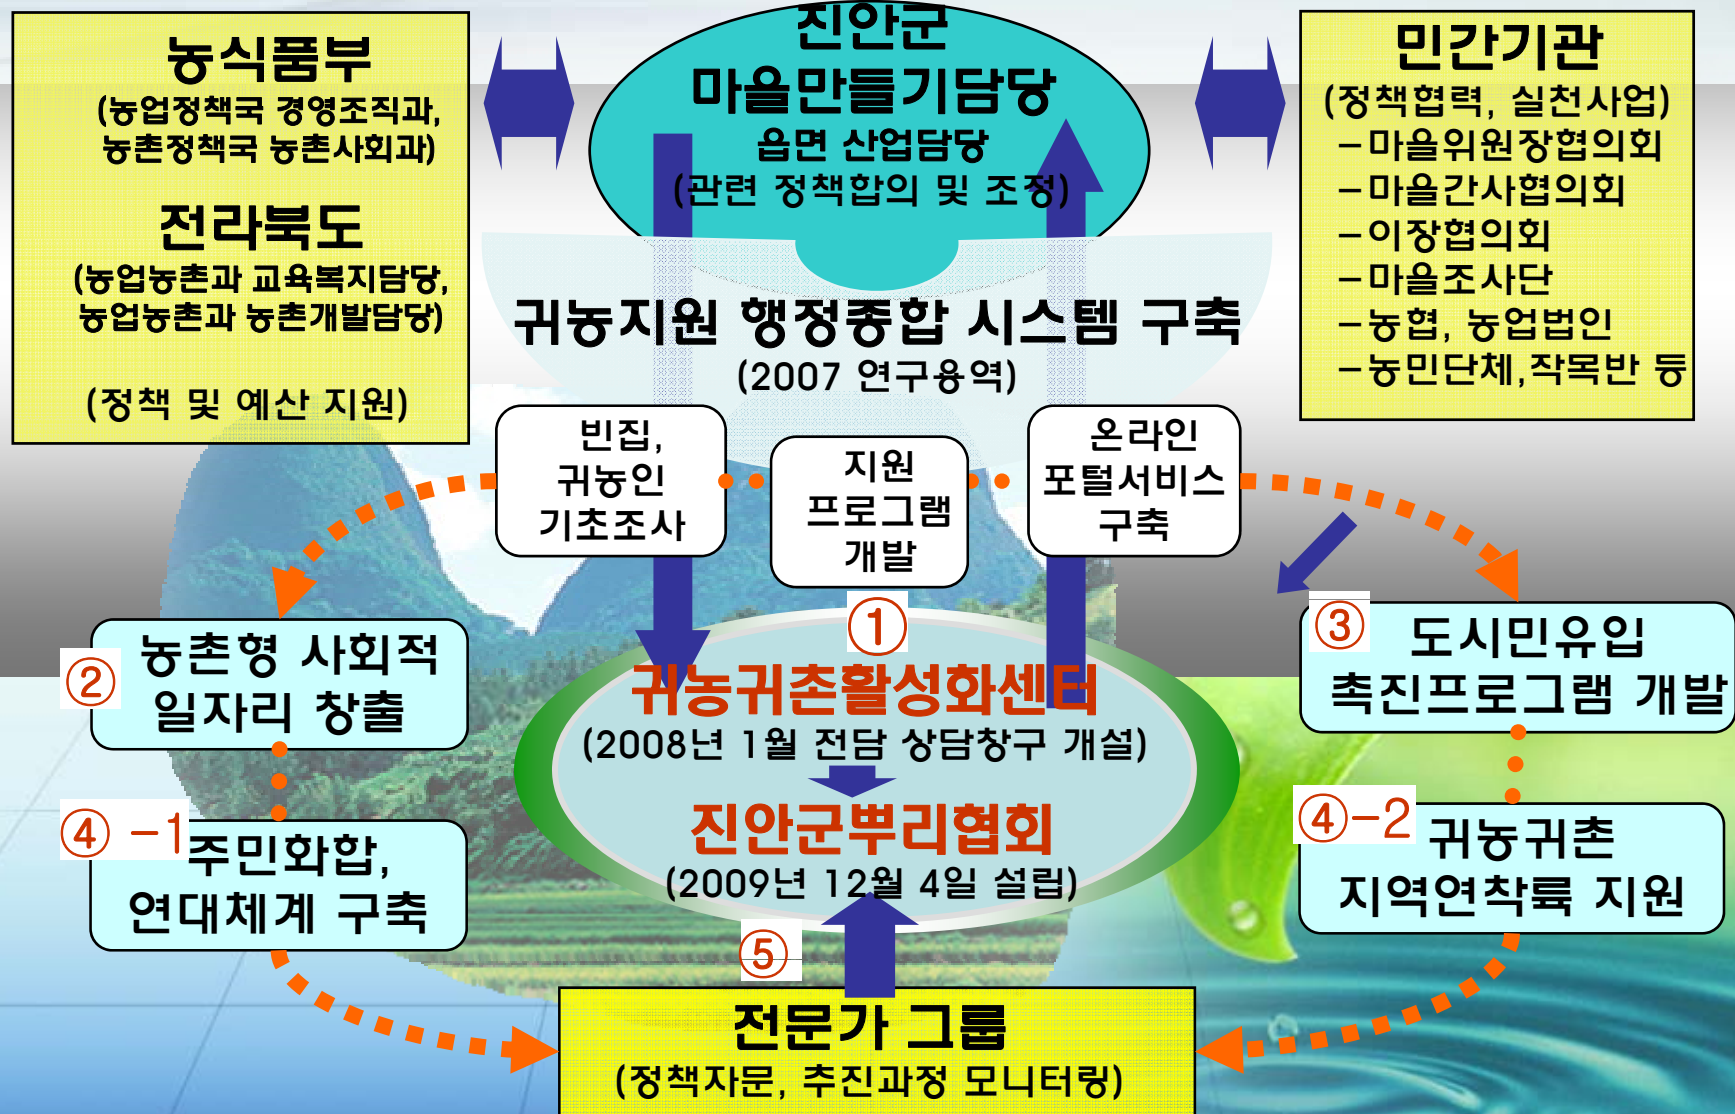 농식품부
(농업정책국 경영조직과,
농촌정책국 농촌사회과)
전라북도
(농업농촌과 교육복지담당,
농업농촌과 농촌개발담당)
(정책 및 예산 지원)
진안군
마을만들기담당
읍면 산업담당
(관련 정책합의 및 조정)
민간기관
(정책협력, 실천사업)
-마을위원장협의회
-마을간사협의회
-이장협의회
-마을조사단
-농협, 농업법인
-농민단체,작목반 등
귀농지원 행정종합 시스템 구축
(2007 연구용역)
빈집,
귀농인
기초조사
지원
프로그램
개발
온라인
포털서비스
구축
①
귀농귀촌활성화센터
(2008년 1월 전담 상담창구 개설)
진안군뿌리협회
(2009년 12월 4일 설립)
②
농촌형 사회적
일자리 창출
③
도시민유입
촉진프로그램 개발
④ -1
주민화합,
연대체계 구축
④-2
귀농귀촌
지역연착륙 지원
⑤
전문가 그룹
(정책자문, 추진과정 모니터링)